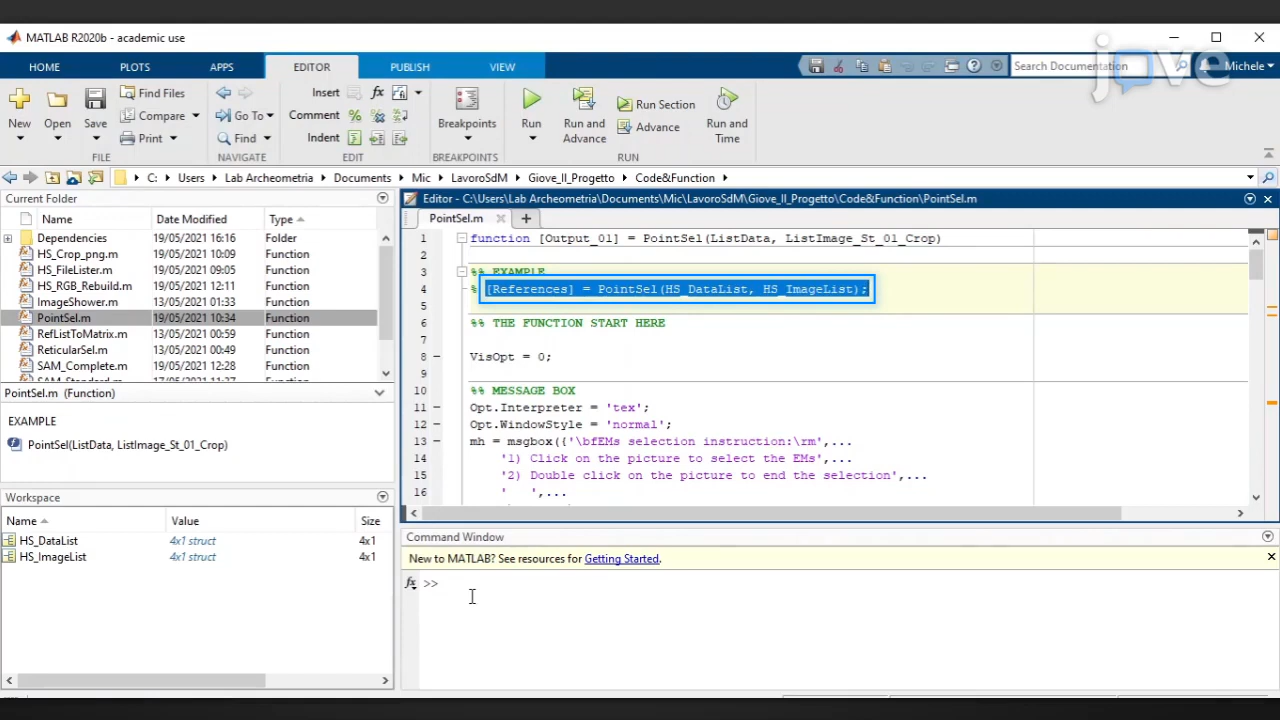 MATLAB R2020b - academic use
jove
HOME PLOTS APPS EDITOR PUBLISH VIEW Search Documentation Michele
New Open Save Find Files Compare Print
FILE
Go To Find
NAVIGATE
Insert fx
Comment % 
Indent
EDIT
Breakpoints
BREAKPOINTS
Run Run and Advance Run Section Advance Run and Time
RUN
C: Users Lab Archeometria Documents Mic LavoroSdM Giove_II_Progetto Code&Function
Current Folder
Name Date Modified Type
Dependencies 19/05/2021 16:16 Folder
HS_Crop_png.m 19/05/2021 10:09 Function
HS_FileLister.m 19/05/2021 09:05 Function
HS_RGB_Rebuild.m 19/05/2021 12:11 Function
ImageShower.m 13/05/2021 01:33 Function
PointSel.m 19/05/2021 10:34 Function
RefListToMatrix.m 13/05/2021 00:59 Function
ReticularSel.m 13/05/2021 00:49 Function
SAM_Complete.m 19/05/2021 12:28 Function
PointSel.m (Function)
EXAMPLE
PointSel(ListData, ListImage_St_01_Crop)
Workspace
Name Value Size
HS_DataList 4x1 struct 4x1
HS_ImageList 4x1 struct 4x1
Editor - C:\Users\Lab Archeometria\Documents\Mic\LavoroSdM\Giove_II_Progetto\Code&Function\PointSel.m
PointSel.m +
1 function [Output_01] = PointSel(ListData, ListImage_St_01_Crop)
2
3 %% EXAMPLE
4 % [References] = PointSel(HS_DataList, HS_ImageList);
5
6 %% THE FUNCTION START HERE
7
8 VisOpt = 0;
9
10 %% MESSAGE BOX
11 Opt.Interpreter = 'tex';
12 Opt.WindowStyle = 'normal';
13 mh = msgbox({'\bfEMs selection instruction:\rm',...
14 '1) Click on the picture to select the EMs',...
15 '2) Double click on the picture to end the selection',...
16 ' ',...
Command Window
New to MATLAB? See resources for Getting Started.
fx >>